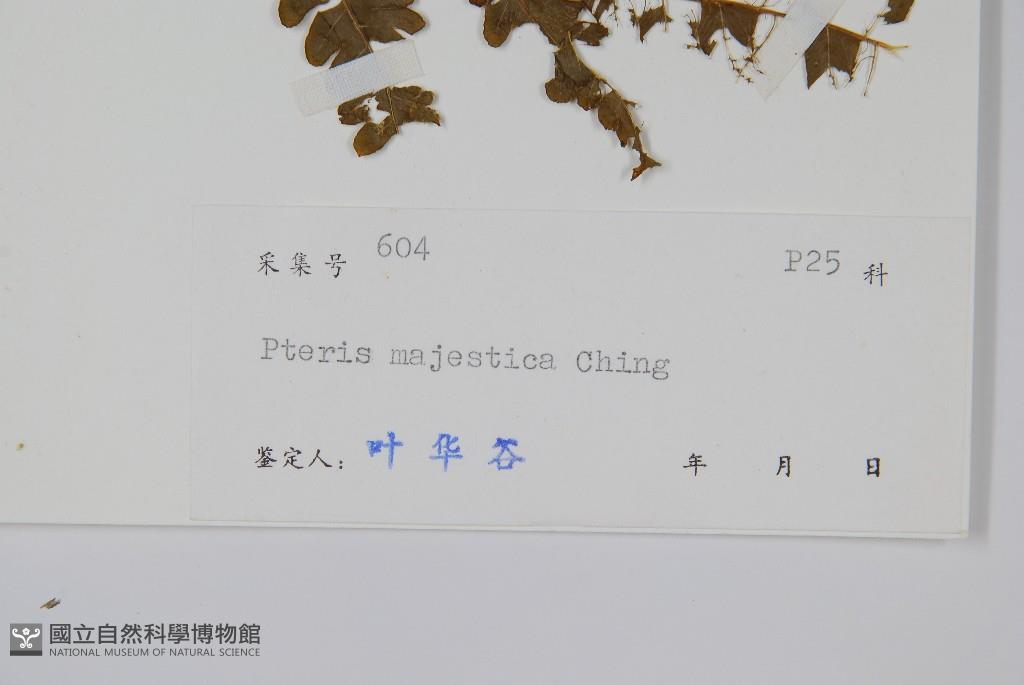 采集号 604 P25 科
Pteris majestica Ching
鉴定人: 叶华谷 年 月 日
國立自然科學博物館
NATIONAL MUSEUM OF NATURAL SCIENCE